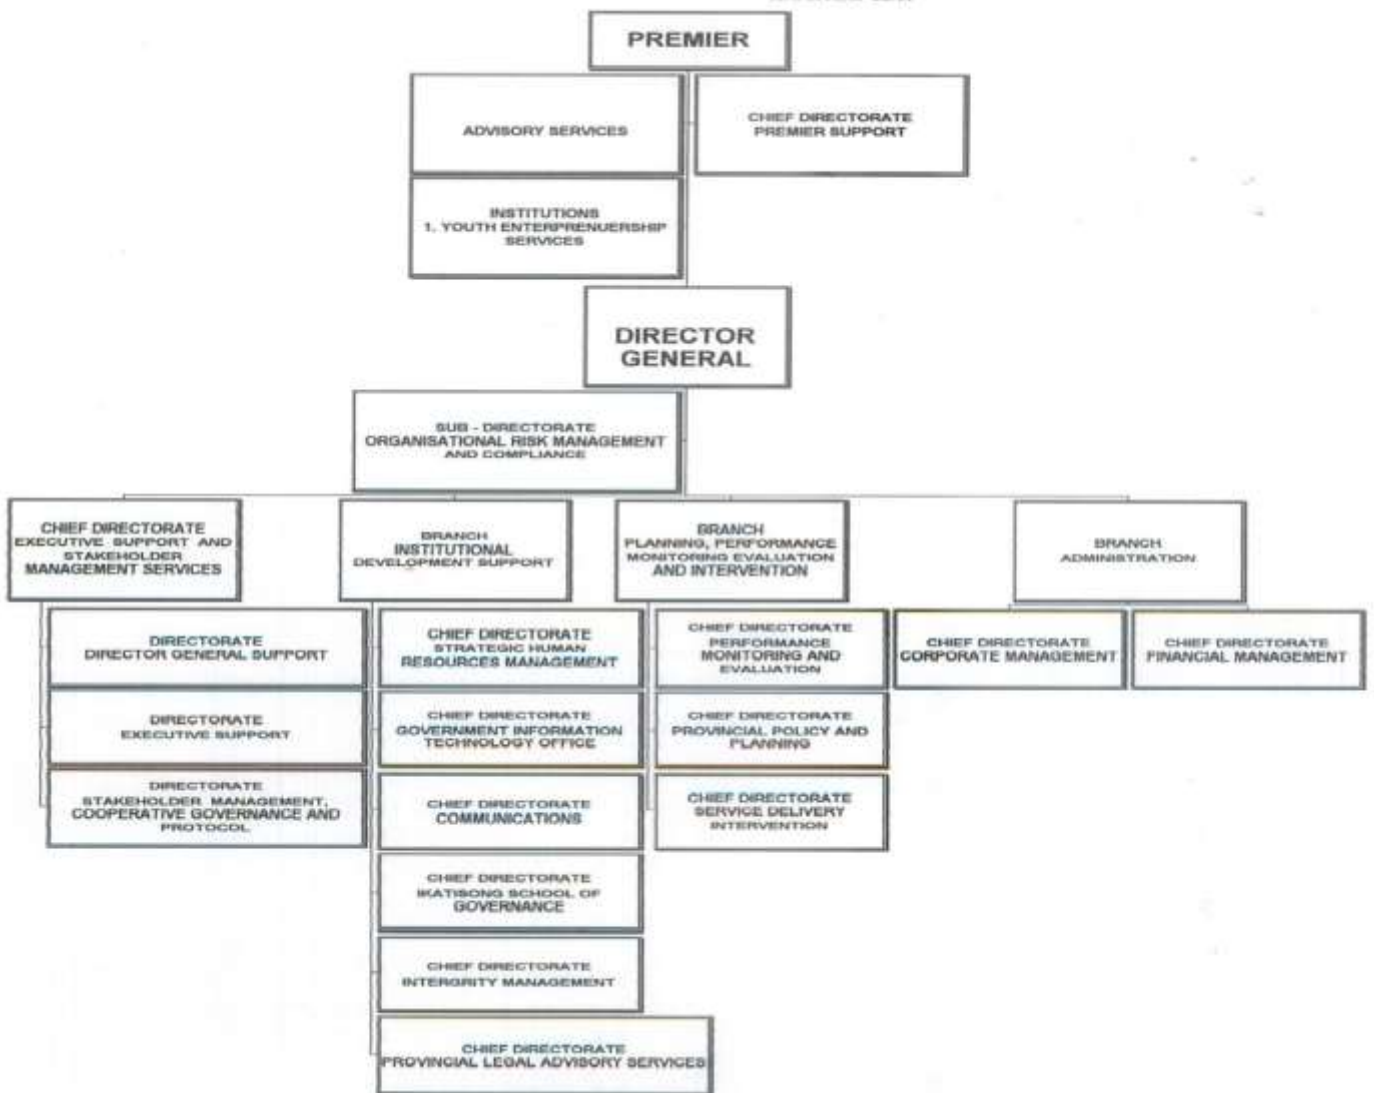 PREMIER
ADVISORY SERVICES
CHIEF DIRECTORATE
PREMIER SUPPORT
INSTITUTIONS
1. YOUTH ENTERPRENUERSHIP
SERVICES
DIRECTOR
GENERAL
SUB - DIRECTORATE
ORGANISATIONAL RISK MANAGEMENT
AND COMPLIANCE
CHIEF DIRECTORATE
EXECUTIVE SUPPORT AND
STAKEHOLDER
MANAGEMENT SERVICES
BRANCH
INSTITUTIONAL
DEVELOPMENT SUPPORT
BRANCH
PLANNING, PERFORMANCE
MONITORING EVALUATION
AND INTERVENTION
BRANCH
ADMINISTRATION
DIRECTORATE
DIRECTOR GENERAL SUPPORT
CHIEF DIRECTORATE
STRATEGIC HUMAN
RESOURCES MANAGEMENT
CHIEF DIRECTORATE
PERFORMANCE
MONITORING AND
EVALUATION
CHIEF DIRECTORATE
CORPORATE MANAGEMENT
CHIEF DIRECTORATE
FINANCIAL MANAGEMENT
DIRECTORATE
EXECUTIVE SUPPORT
CHIEF DIRECTORATE
GOVERNMENT INFORMATION
TECHNOLOGY OFFICE
CHIEF DIRECTORATE
PROVINCIAL POLICY AND
PLANNING
DIRECTORATE
STAKEHOLDER MANAGEMENT,
COOPERATIVE GOVERNANCE AND
PROTOCOL
CHIEF DIRECTORATE
COMMUNICATIONS
CHIEF DIRECTORATE
SERVICE DELIVERY
INTERVENTION
CHIEF DIRECTORATE
IKATISONG SCHOOL OF
GOVERNANCE
CHIEF DIRECTORATE
INTERGRITY MANAGEMENT
CHIEF DIRECTORATE
PROVINCIAL LEGAL ADVISORY SERVICES